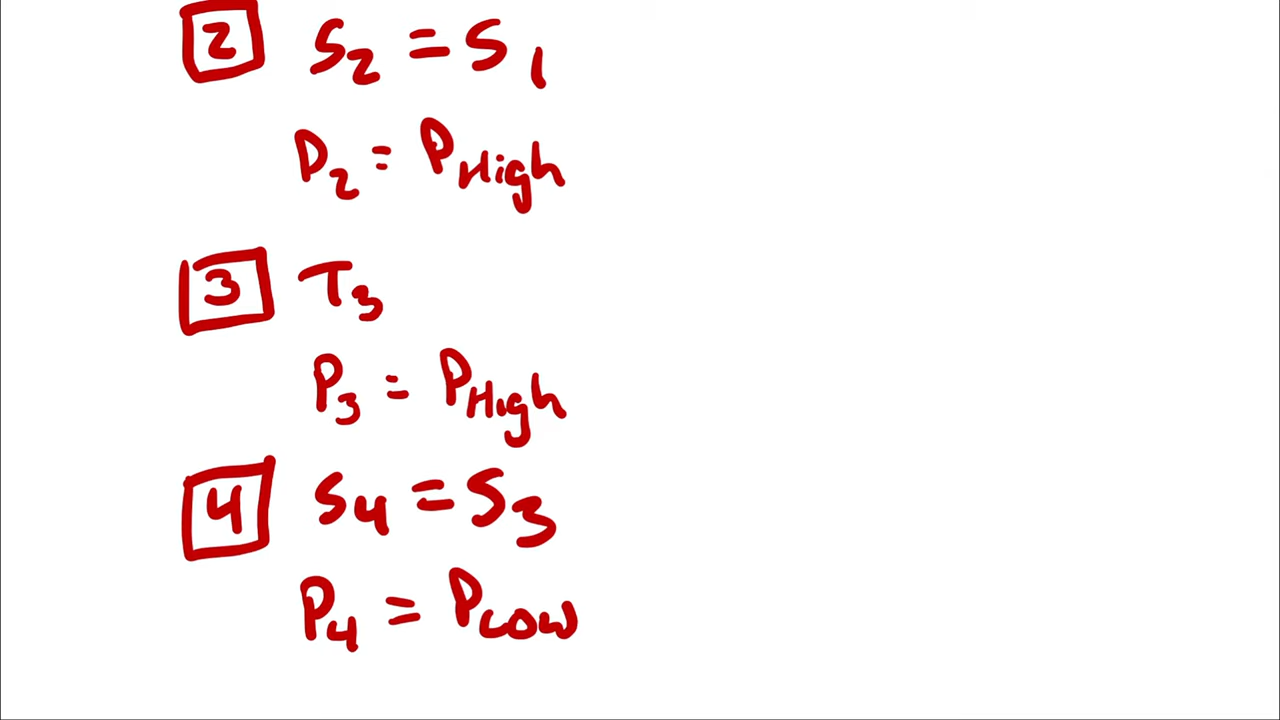 2 S2 = S1
P2 = PHigh
3 T3
P3 = PHigh
4 S4 = S3
P4 = PLow